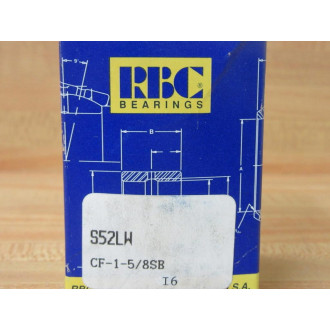 RBC
BEARINGS
B
S52LW
CF-1-5/8SB
I6
S.A.